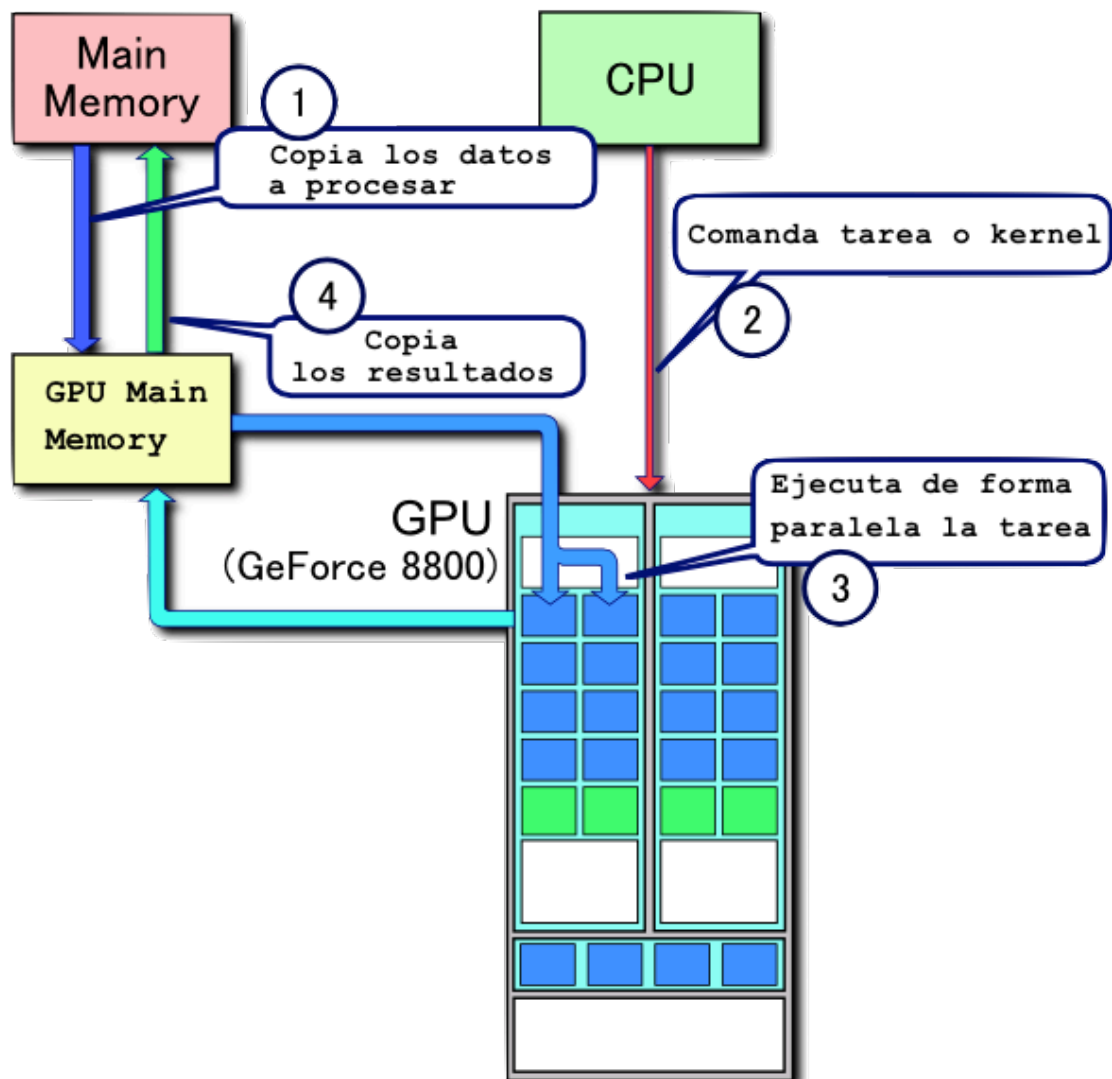 Main
Memory
CPU
1
Copia los datos
a procesar
Comanda tarea o kernel
2
4
Copia
los resultados
GPU Main
Memory
Ejecuta de forma
paralela la tarea
3
GPU
(GeForce 8800)